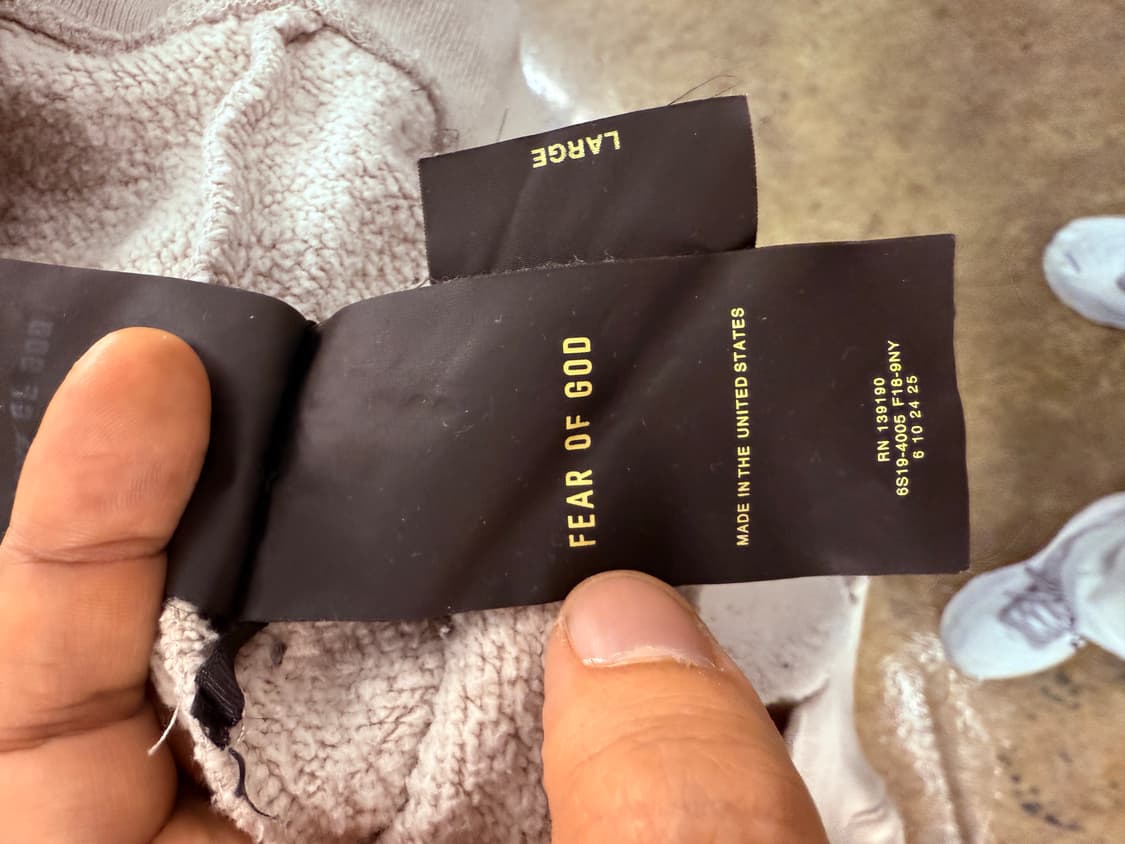 LARGE
FEAR OF GOD
MADE IN THE UNITED STATES
RN 139190
6S19-4005 F18-9NY
6 10 24 25